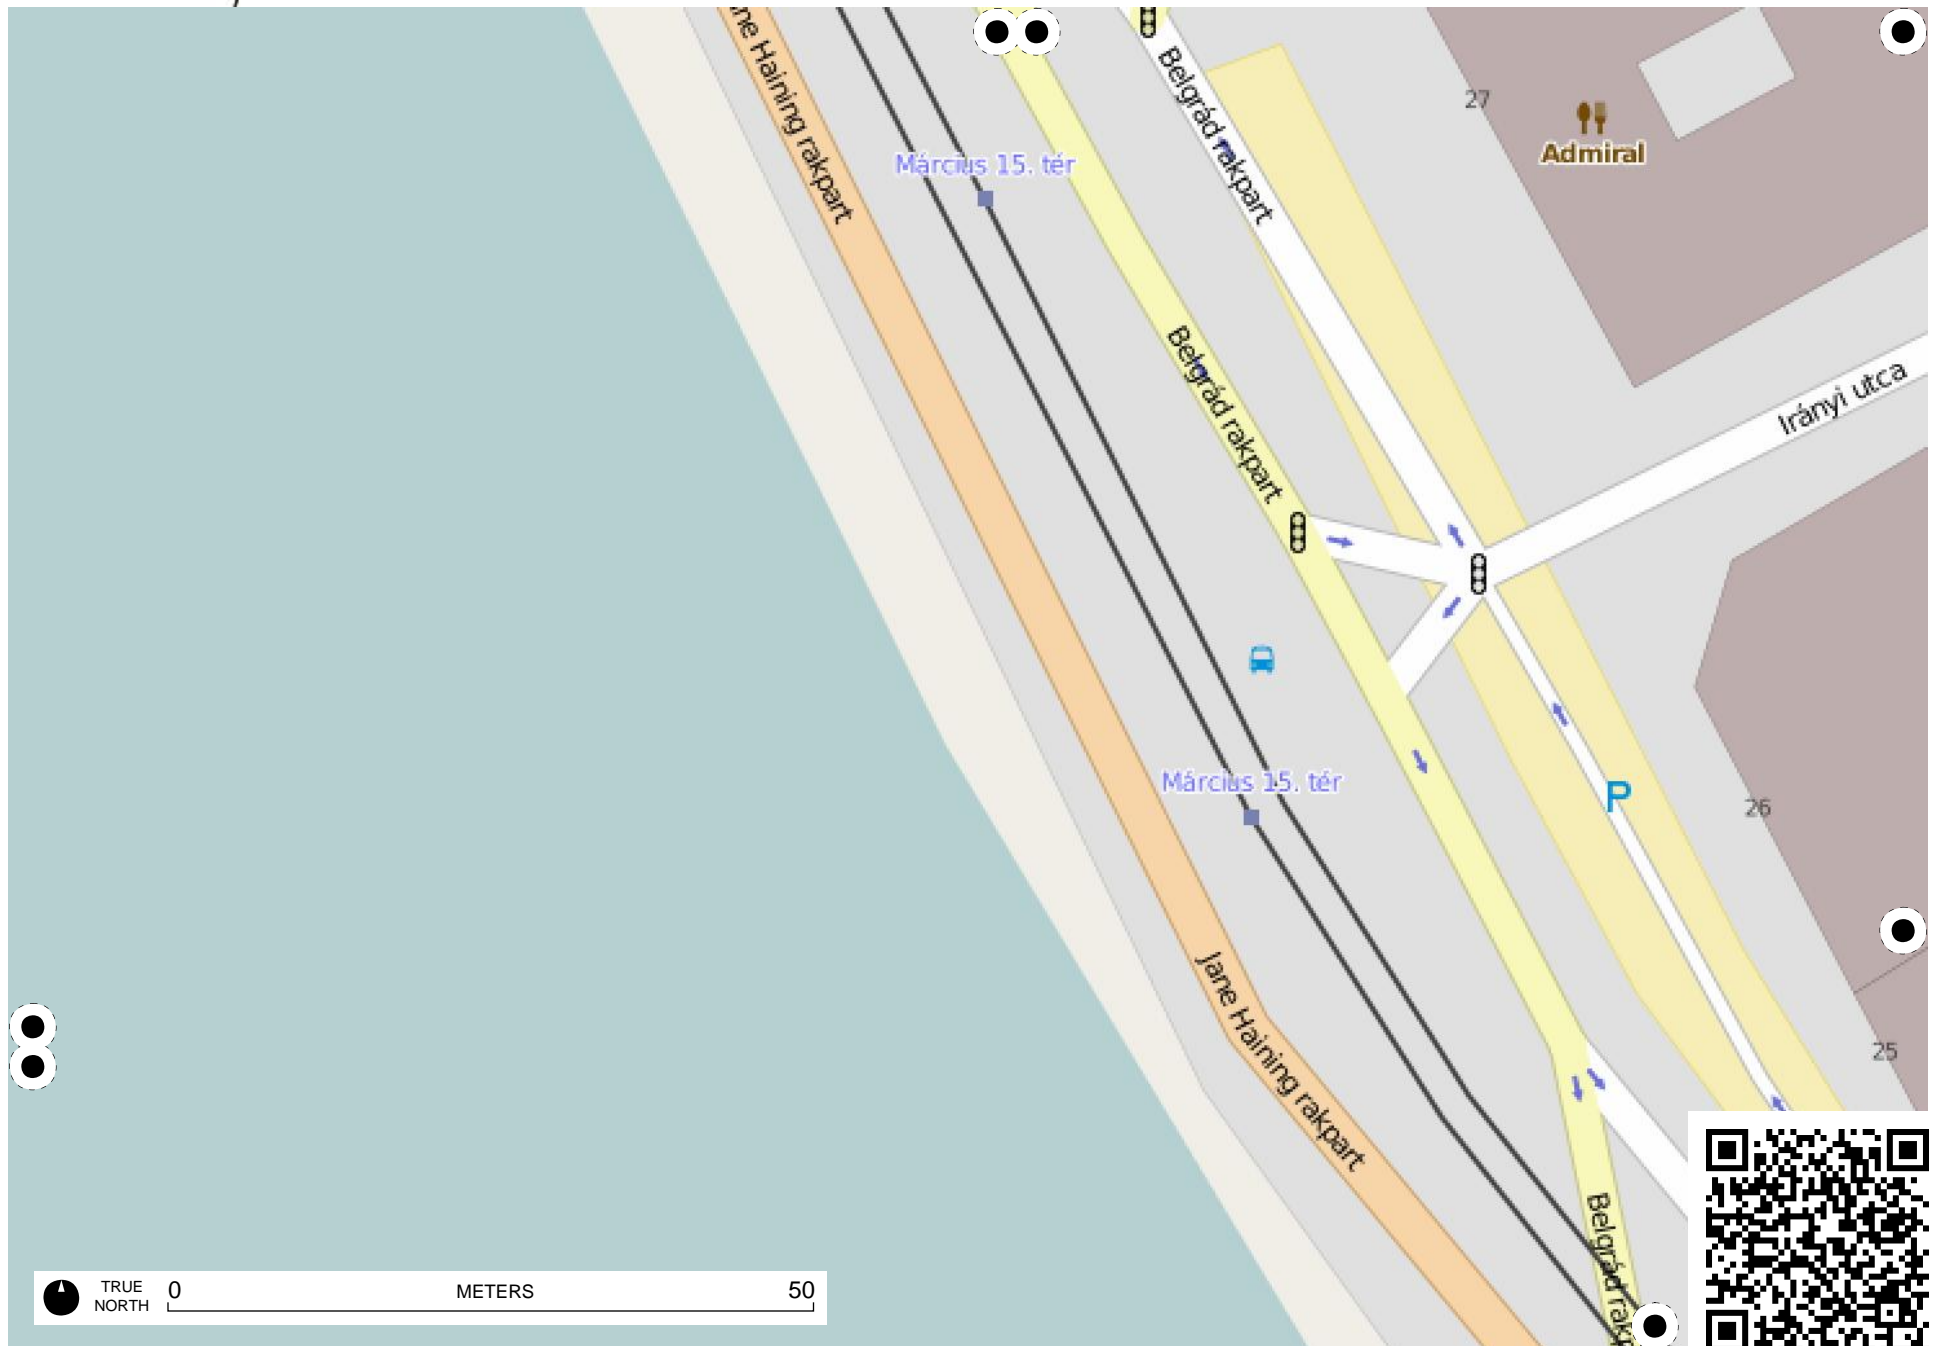 ne Haining rakpart
Belgrád rakpart
27
Admiral
Március 15. tér
Belgrád rakpart
Irányi utca
Március 15. tér
P
26
Jane Haining rakpart
25
Belgrád rakp
TRUE NORTH
0 METERS 50